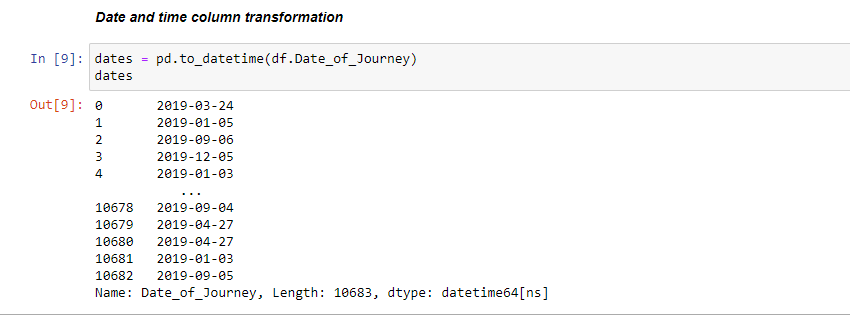 Date and time column transformation
In [9]: dates = pd.to_datetime(df.Date_of_Journey)
dates
Out[9]: 0 2019-03-24
1 2019-01-05
2 2019-09-06
3 2019-12-05
4 2019-01-03
...
10678 2019-09-04
10679 2019-04-27
10680 2019-04-27
10681 2019-01-03
10682 2019-09-05
Name: Date_of_Journey, Length: 10683, dtype: datetime64[ns]